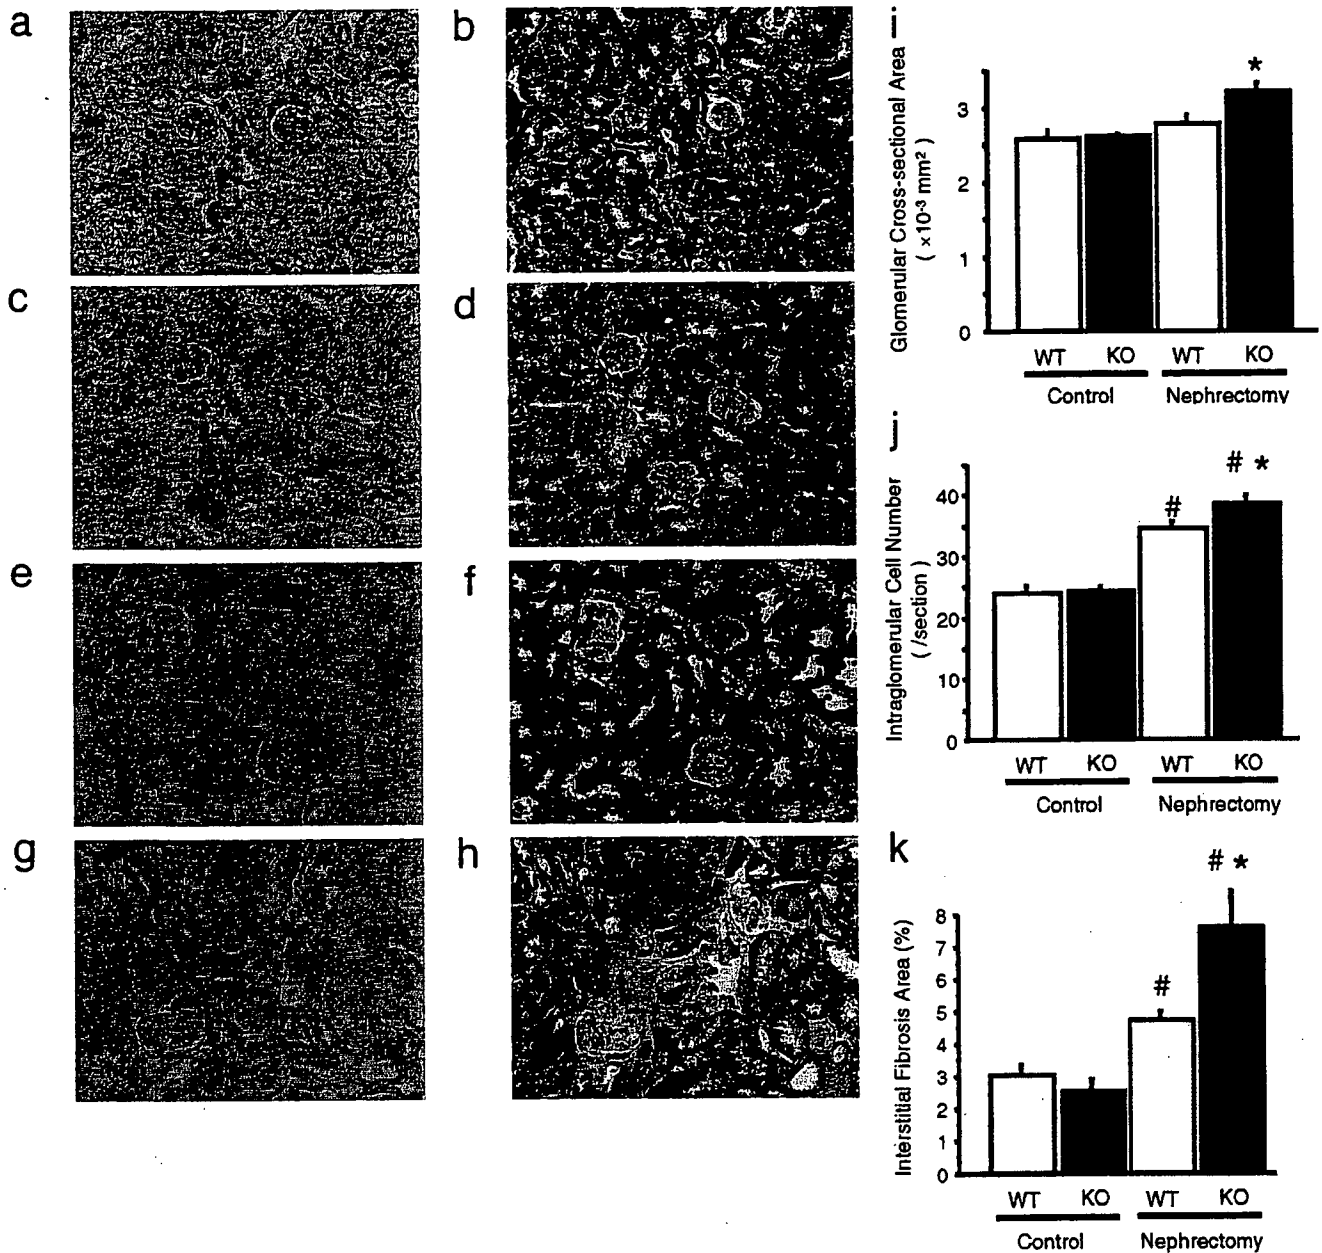 a
b
c
d
e
f
g
h
i
Glomerular Cross-sectional Area
( ×10-3 mm2 )
3
2
1
0
*
WT KO WT KO
Control Nephrectomy
j
Intraglomerular Cell Number
( /section)
40
30
20
10
0
#
# *
WT KO WT KO
Control Nephrectomy
k
Interstitial Fibrosis Area (%)
8
7
6
5
4
3
2
1
0
#
# *
WT KO WT KO
Control Nephrectomy